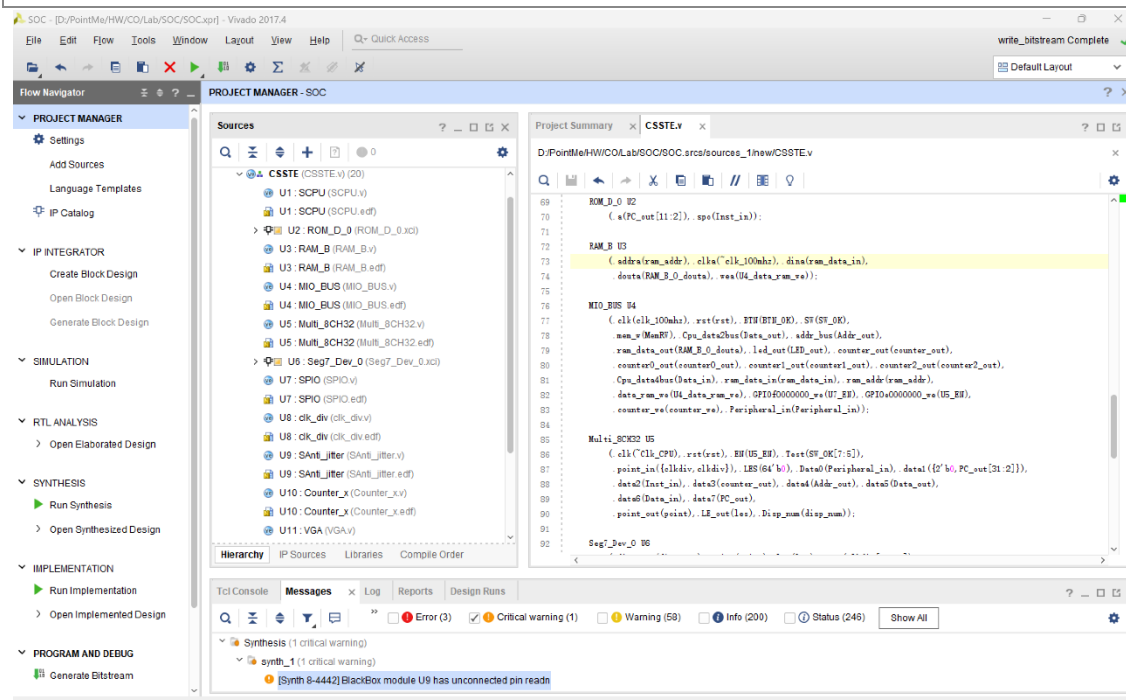 SOC - [D:/PointMe/HW/CO/Lab/SOC/SOC.xpr] - Vivado 2017.4
File Edit Flow Tools Window Layout View Help Q- Quick Access
write_bitstream Complete
Default Layout
Flow Navigator
PROJECT MANAGER - SOC
PROJECT MANAGER
Settings
Add Sources
Language Templates
IP Catalog
IP INTEGRATOR
Create Block Design
Open Block Design
Generate Block Design
SIMULATION
Run Simulation
RTL ANALYSIS
Open Elaborated Design
SYNTHESIS
Run Synthesis
Open Synthesized Design
IMPLEMENTATION
Run Implementation
Open Implemented Design
PROGRAM AND DEBUG
Generate Bitstream
Sources
0
CSSTE (CSSTE.v) (20)
U1 : SCPU (SCPU.v)
U1 : SCPU (SCPU.edf)
U2 : ROM_D_0 (ROM_D_0.xci)
U3 : RAM_B (RAM_B.v)
U3 : RAM_B (RAM_B.edf)
U4 : MIO_BUS (MIO_BUS.v)
U4 : MIO_BUS (MIO_BUS.edf)
U5 : Multi_8CH32 (Multi_8CH32.v)
U5 : Multi_8CH32 (Multi_8CH32.edf)
U6 : Seg7_Dev_0 (Seg7_Dev_0.xci)
U7 : SPIO (SPIO.v)
U7 : SPIO (SPIO.edf)
U8 : clk_div (clk_div.v)
U8 : clk_div (clk_div.edf)
U9 : SAnti_jitter (SAnti_jitter.v)
U9 : SAnti_jitter (SAnti_jitter.edf)
U10 : Counter_x (Counter_x.v)
U10 : Counter_x (Counter_x.edf)
U11 : VGA (VGA.v)
Hierarchy IP Sources Libraries Compile Order
Project Summary CSSTE.v
D:/PointMe/HW/CO/Lab/SOC/SOC.srcs/sources_1/new/CSSTE.v
69 ROM_D_0 U2
70 (.a(PC_out[11:2]),.spo(Inst_in));
71
72 RAM_B U3
73 (.addra(ram_addr),.clka(~clk_100mhz),.dina(ram_data_in),
74 .douta(RAM_B_0_douta),.wea(U4_data_ram_we));
75
76 MIO_BUS U4
77 (.clk(clk_100mhz),.rst(rst),.BTN(BTN_OK),.SW(SW_OK),
78 .mem_w(MemRW),.Cpu_data2bus(Data_out),.addr_bus(Addr_out),
79 .ram_data_out(RAM_B_0_douta),.led_out(LED_out),.counter_out(counter_out),
80 .counter0_out(counter0_out),.counter1_out(counter1_out),.counter2_out(counter2_out),
81 .Cpu_data4bus(Data_in),.ram_data_in(ram_data_in),.ram_addr(ram_addr),
82 .data_ram_we(U4_data_ram_we),.GPIOf0000000_we(U7_EN),.GPIOe0000000_we(U5_EN),
83 .counter_we(counter_we),.Peripheral_in(Peripheral_in));
84
85 Multi_8CH32 U5
86 (.clk(~Clk_CPU),.rst(rst),.EN(U5_EN),.Test(SW_OK[7:5]),
87 .point_in({clkdiv,clkdiv}),.LES(64'b0),.Data0(Peripheral_in),.data1({2'b0,PC_out[31:2]}),
88 .data2(Inst_in),.data3(counter_out),.data4(Addr_out),.data5(Data_out),
89 .data6(Data_in),.data7(PC_out),
90 .point_out(point),.LE_out(les),.Disp_num(disp_num));
91
92 Seg7_Dev_0 U6
Tcl Console Messages Log Reports Design Runs
Error (3) Critical warning (1) Warning (58) Info (200) Status (246) Show All
Synthesis (1 critical warning)
synth_1 (1 critical warning)
[Synth 8-4442] BlackBox module U9 has unconnected pin readn